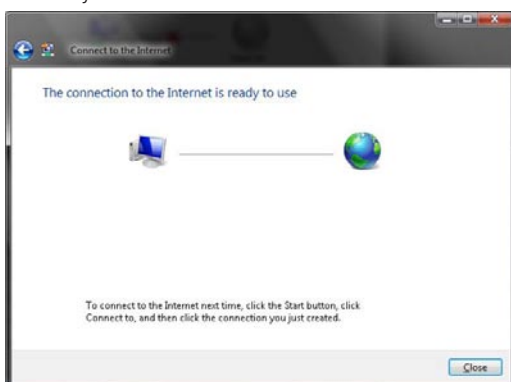 Connect to the Internet
The connection to the Internet is ready to use
To connect to the Internet next time, click the Start button, click
Connect to, and then click the connection you just created.
Close